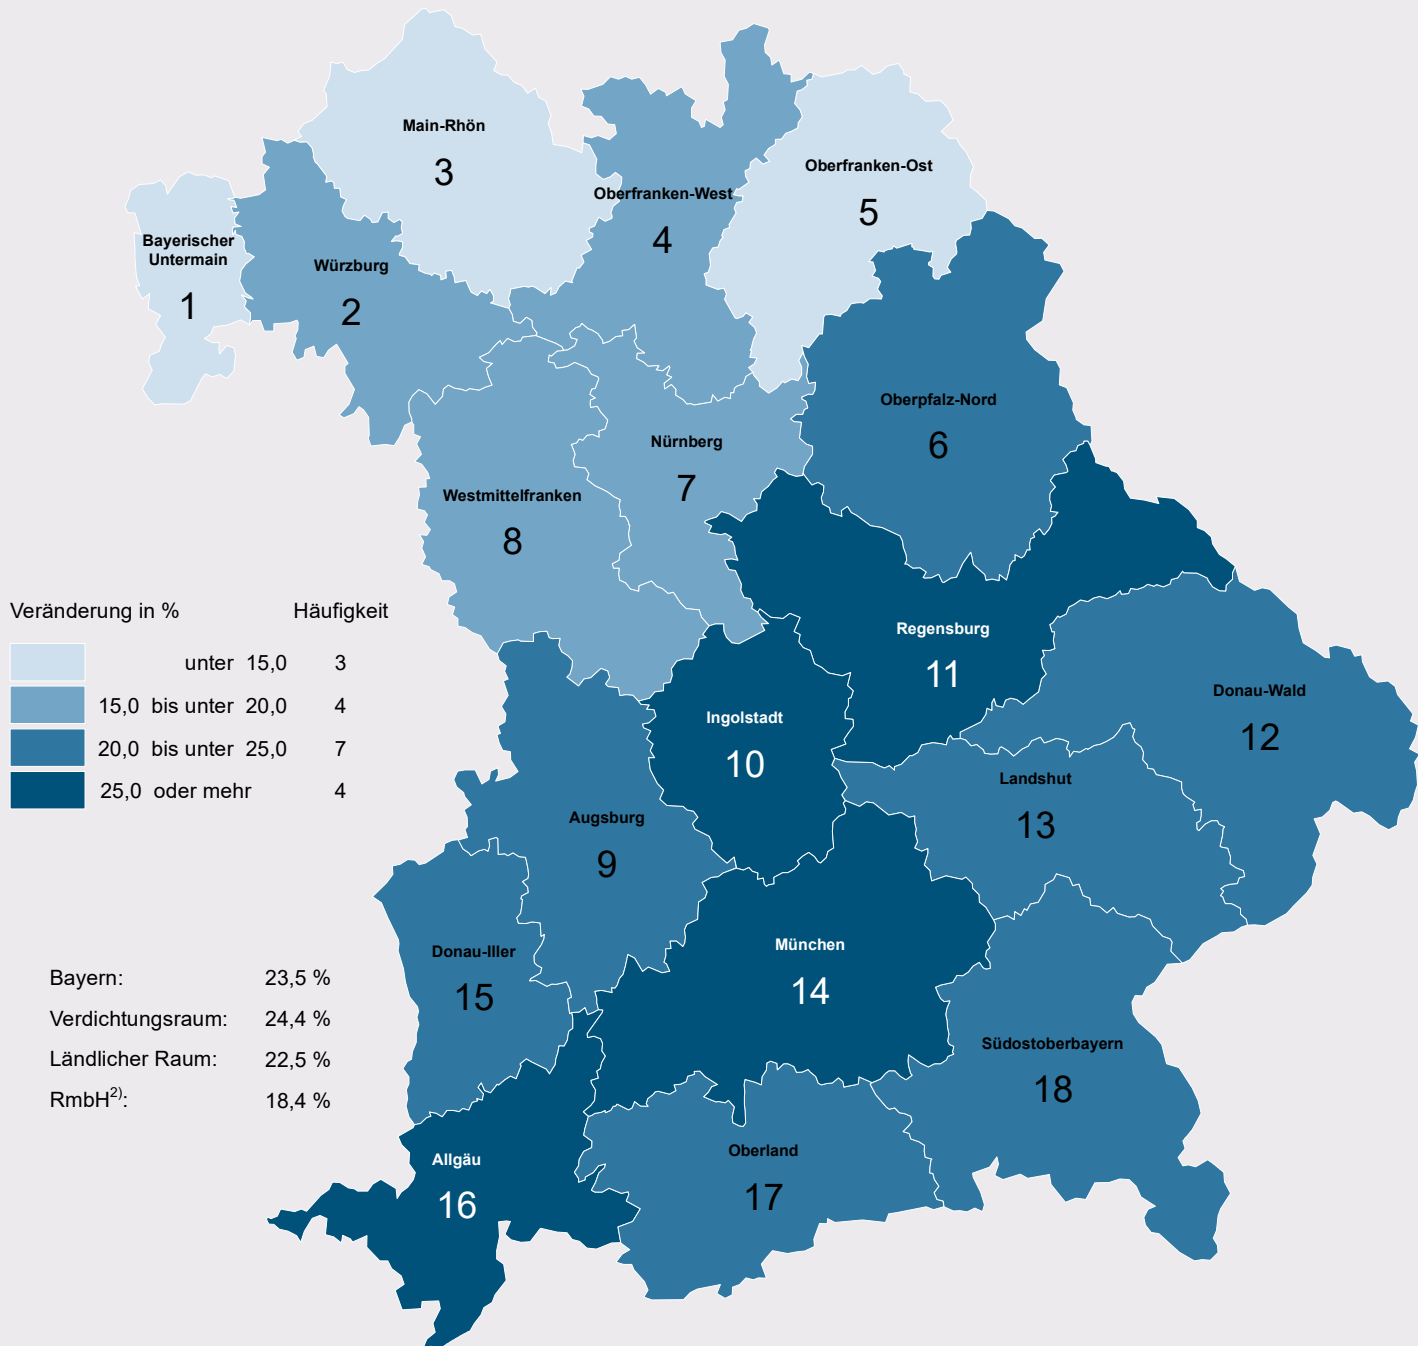 Main-Rhön
3
Oberfranken-Ost
5
Oberfranken-West
4
Bayerischer
Untermain
1
Würzburg
2
Oberpfalz-Nord
6
Nürnberg
7
Westmittelfranken
8
Regensburg
11
Donau-Wald
12
Ingolstadt
10
Landshut
13
Augsburg
9
München
14
Donau-Iller
15
Südostoberbayern
18
Oberland
17
Allgäu
16
Veränderung in % Häufigkeit
unter 15,0 3
15,0 bis unter 20,0 4
20,0 bis unter 25,0 7
25,0 oder mehr 4
Bayern: 23,5 %
Verdichtungsraum: 24,4 %
Ländlicher Raum: 22,5 %
RmbH²⁾: 18,4 %